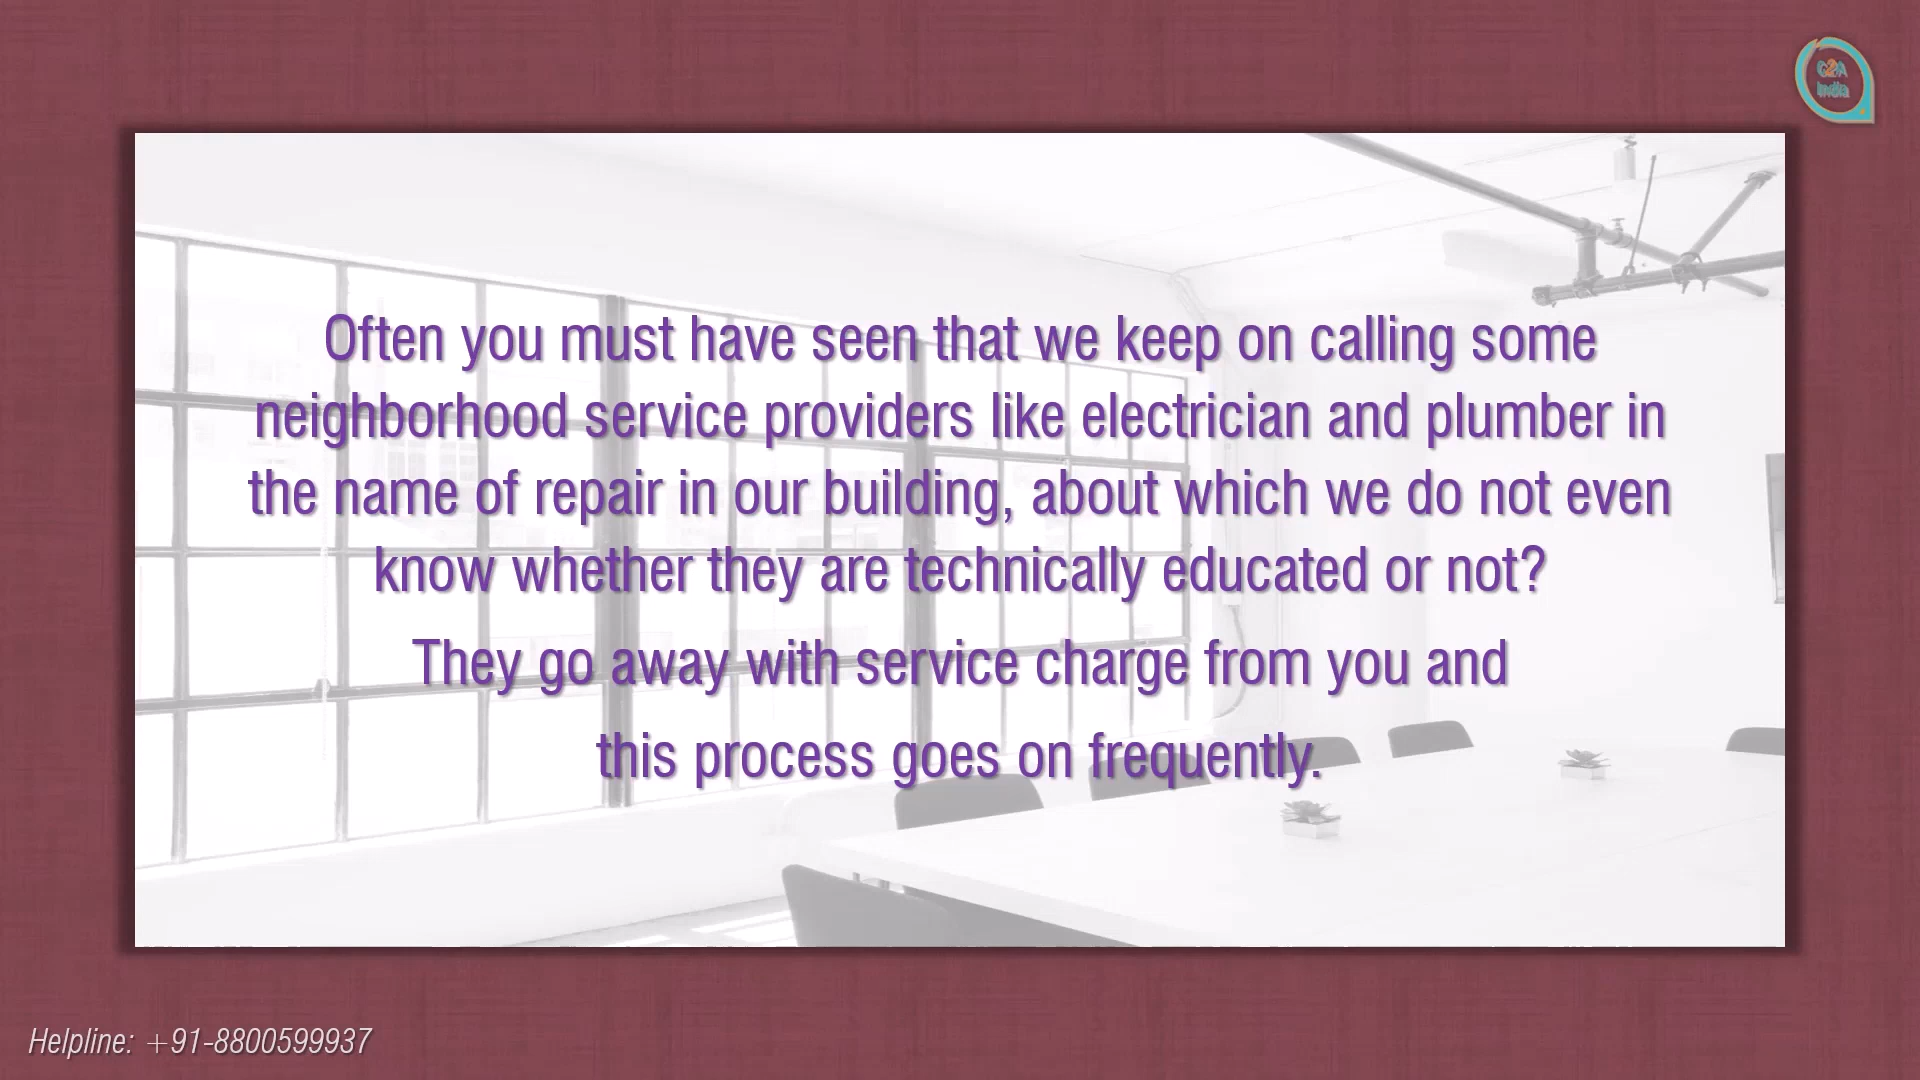 G2A
India
Often you must have seen that we keep on calling some
neighborhood service providers like electrician and plumber in
the name of repair in our building, about which we do not even
know whether they are technically educated or not?
They go away with service charge from you and
this process goes on frequently.
Helpline: +91-8800599937